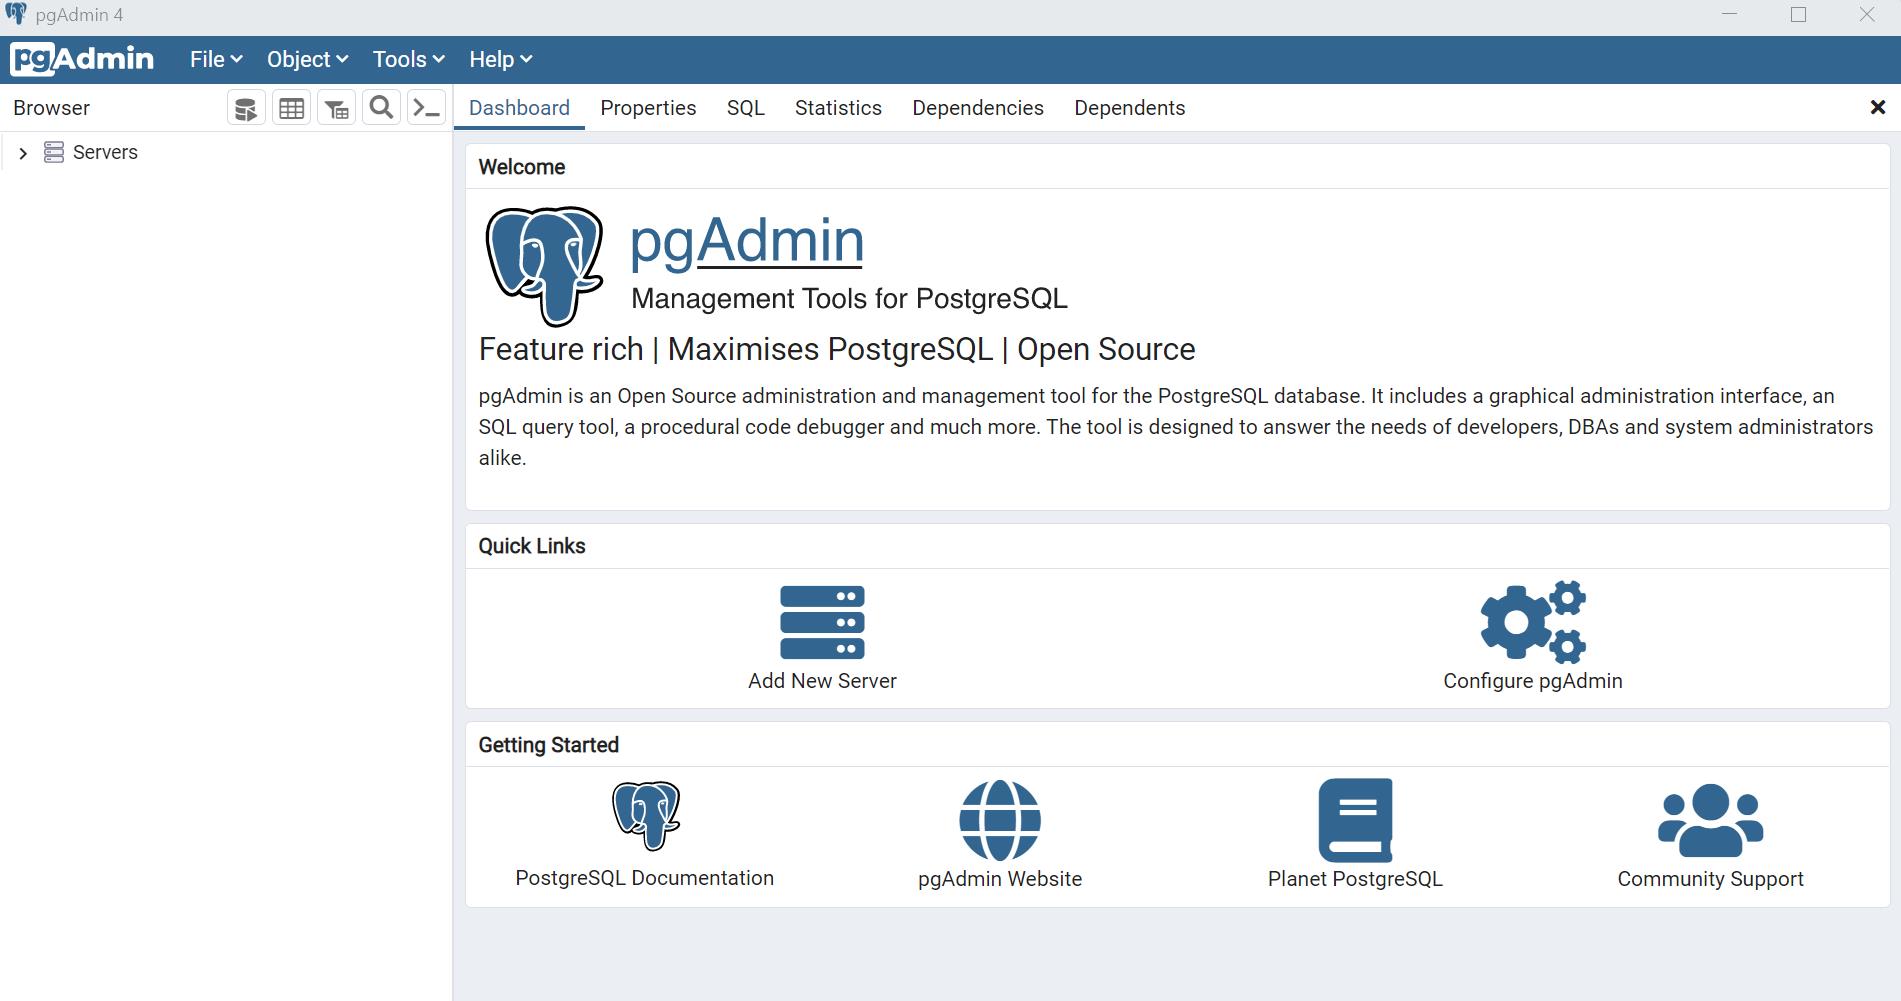 pgAdmin 4
pgAdmin File Object Tools Help
Browser
Dashboard Properties SQL Statistics Dependencies Dependents
Servers
Welcome
pgAdmin
Management Tools for PostgreSQL
Feature rich | Maximises PostgreSQL | Open Source
pgAdmin is an Open Source administration and management tool for the PostgreSQL database. It includes a graphical administration interface, an
SQL query tool, a procedural code debugger and much more. The tool is designed to answer the needs of developers, DBAs and system administrators
alike.
Quick Links
Add New Server
Configure pgAdmin
Getting Started
PostgreSQL Documentation
pgAdmin Website
Planet PostgreSQL
Community Support